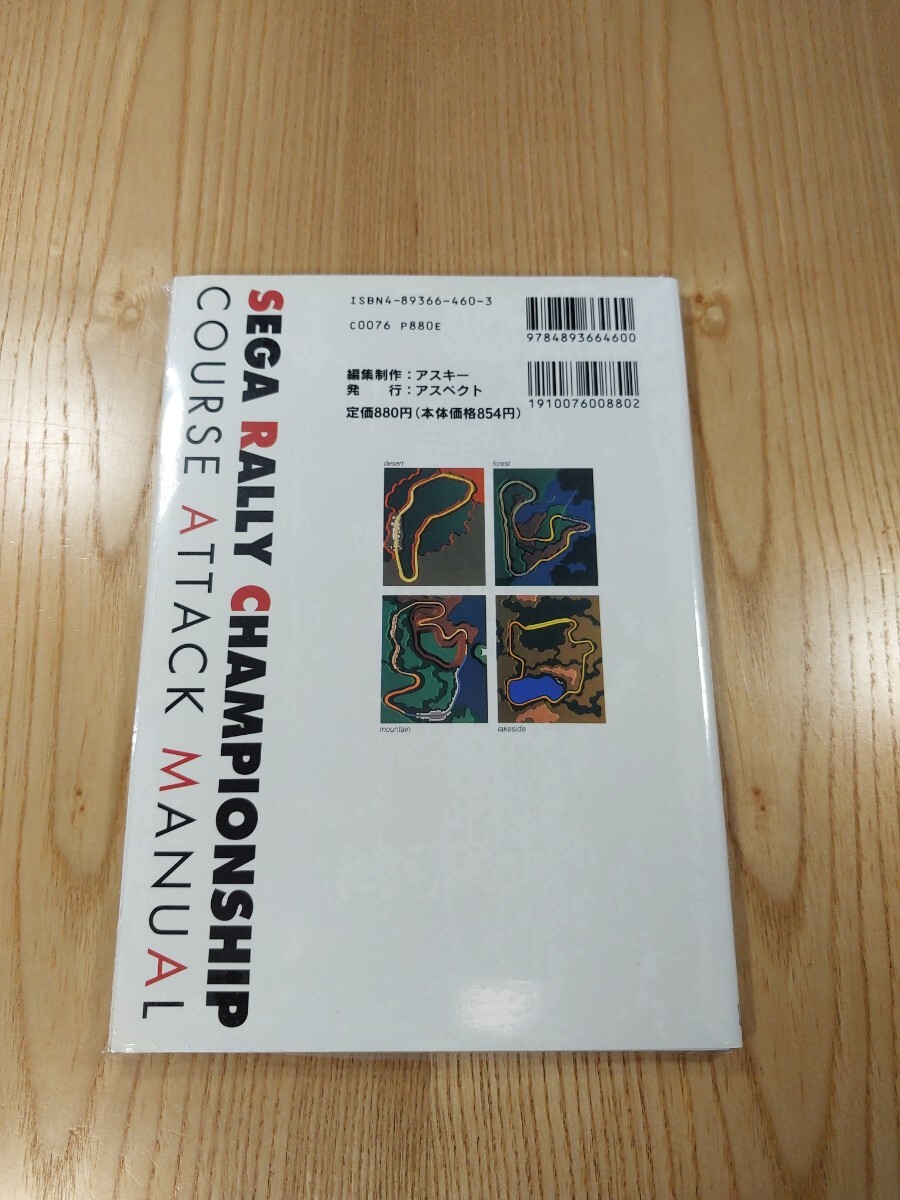 SEGA RALLY CHAMPIONSHIP
COURSE ATTACK MANUAL
ISBN4-89366-460-3
C0076 P880E
9784893664600
編集制作：アスキー
発　　行：アスペクト
定価880円（本体価格854円）
1910076008802
desert
forest
mountain
lakeside